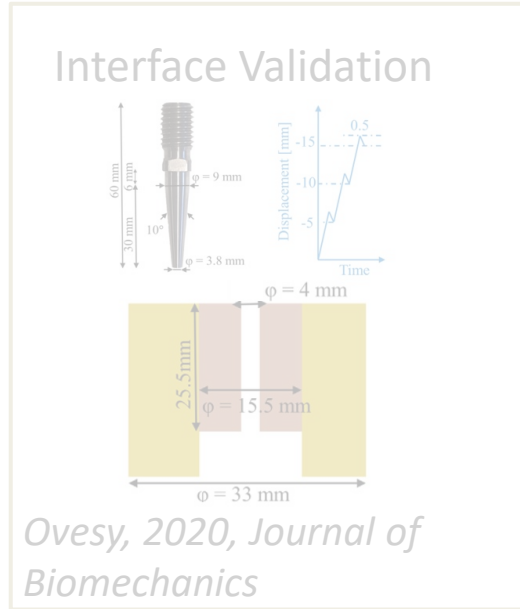 Interface Validation
60 mm
6 mm
30 mm
φ = 9 mm
10°
φ = 3.8 mm
Displacement [mm]
0.5
-15
-10
-5
Time
φ = 4 mm
25.5mm
φ = 15.5 mm
φ = 33 mm
Ovesy, 2020, Journal of
Biomechanics